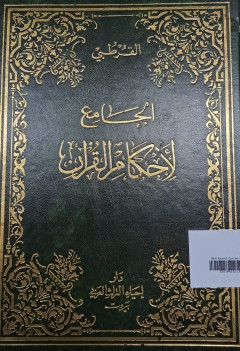 القرطبي
الجامع
لأحكام القرآن
دار
إحياء التراث العربي
بيروت